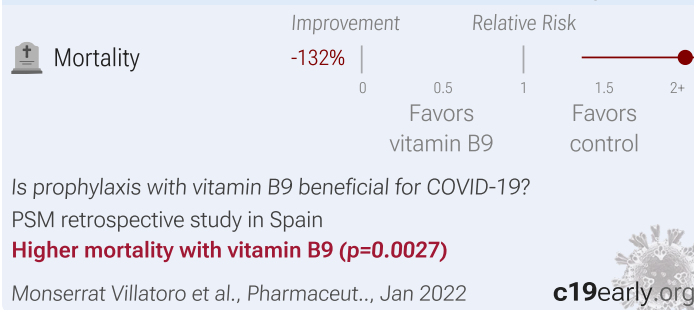 Improvement Relative Risk
Mortality -132%
0 0.5 1 1.5 2+
Favors Favors
vitamin B9 control
Is prophylaxis with vitamin B9 beneficial for COVID-19?
PSM retrospective study in Spain
Higher mortality with vitamin B9 (p=0.0027)
Monserrat Villatoro et al., Pharmaceut.., Jan 2022 c19early.org